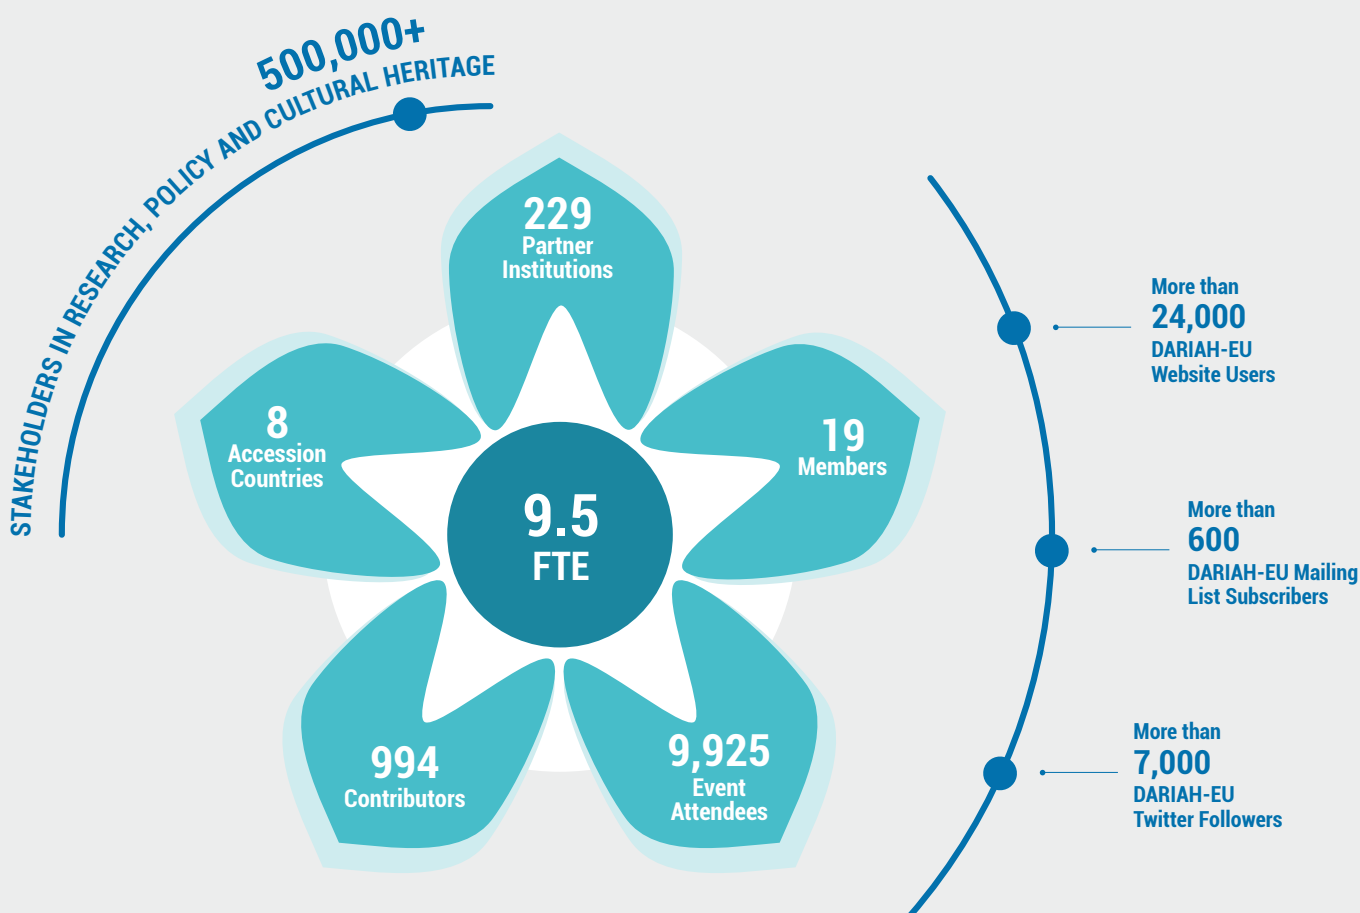 500,000+
STAKEHOLDERS IN RESEARCH, POLICY AND CULTURAL HERITAGE
229
Partner
Institutions
8
Accession
Countries
19
Members
9.5
FTE
994
Contributors
9,925
Event
Attendees
More than
24,000
DARIAH-EU
Website Users
More than
600
DARIAH-EU Mailing
List Subscribers
More than
7,000
DARIAH-EU
Twitter Followers